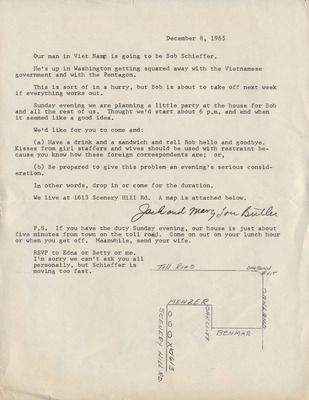 December 8, 1965
Our man in Viet Nam is going to be Bob Schieffer.
He's up in Washington getting squared away with the Vietnamese
government and with the Pentagon.
This is sort of in a hurry, but Bob is about to take off next week
if everything works out.
Sunday evening we are planning a little party at the house for Bob
and all the rest of us. Thought we'd start about 6 p.m. and end when
it seemed like a good idea.
We'd like for you to come and:
(a) Have a drink and a sandwich and tell Bob hello and goodbye.
Kisses from girl staffers and wives should be used with restraint be-
cause you know how these foreign correspondents are; or,
(b) Be prepared to give this problem an evening's serious consid-
eration.
In other words, drop in or come for the duration.
We live at 1613 Scenery Hill Rd. A map is attached below.
Jack and Mary Lou Butler
P.S. If you have the duty Sunday evening, our house is just about
five minutes from town on the toll road. Come on out on your lunch hour
or when you get off. Meanwhile, send your wife.
RSVP to Edna or Betty or me.
I'm sorry we can't ask you all
personally, but Schieffer is
moving too fast.
Toll Road
OAKLAND
EXIT
OAKLAND
MENZER
OAKCLIFF
BENMAR
SCENERY HILL RD.
1613